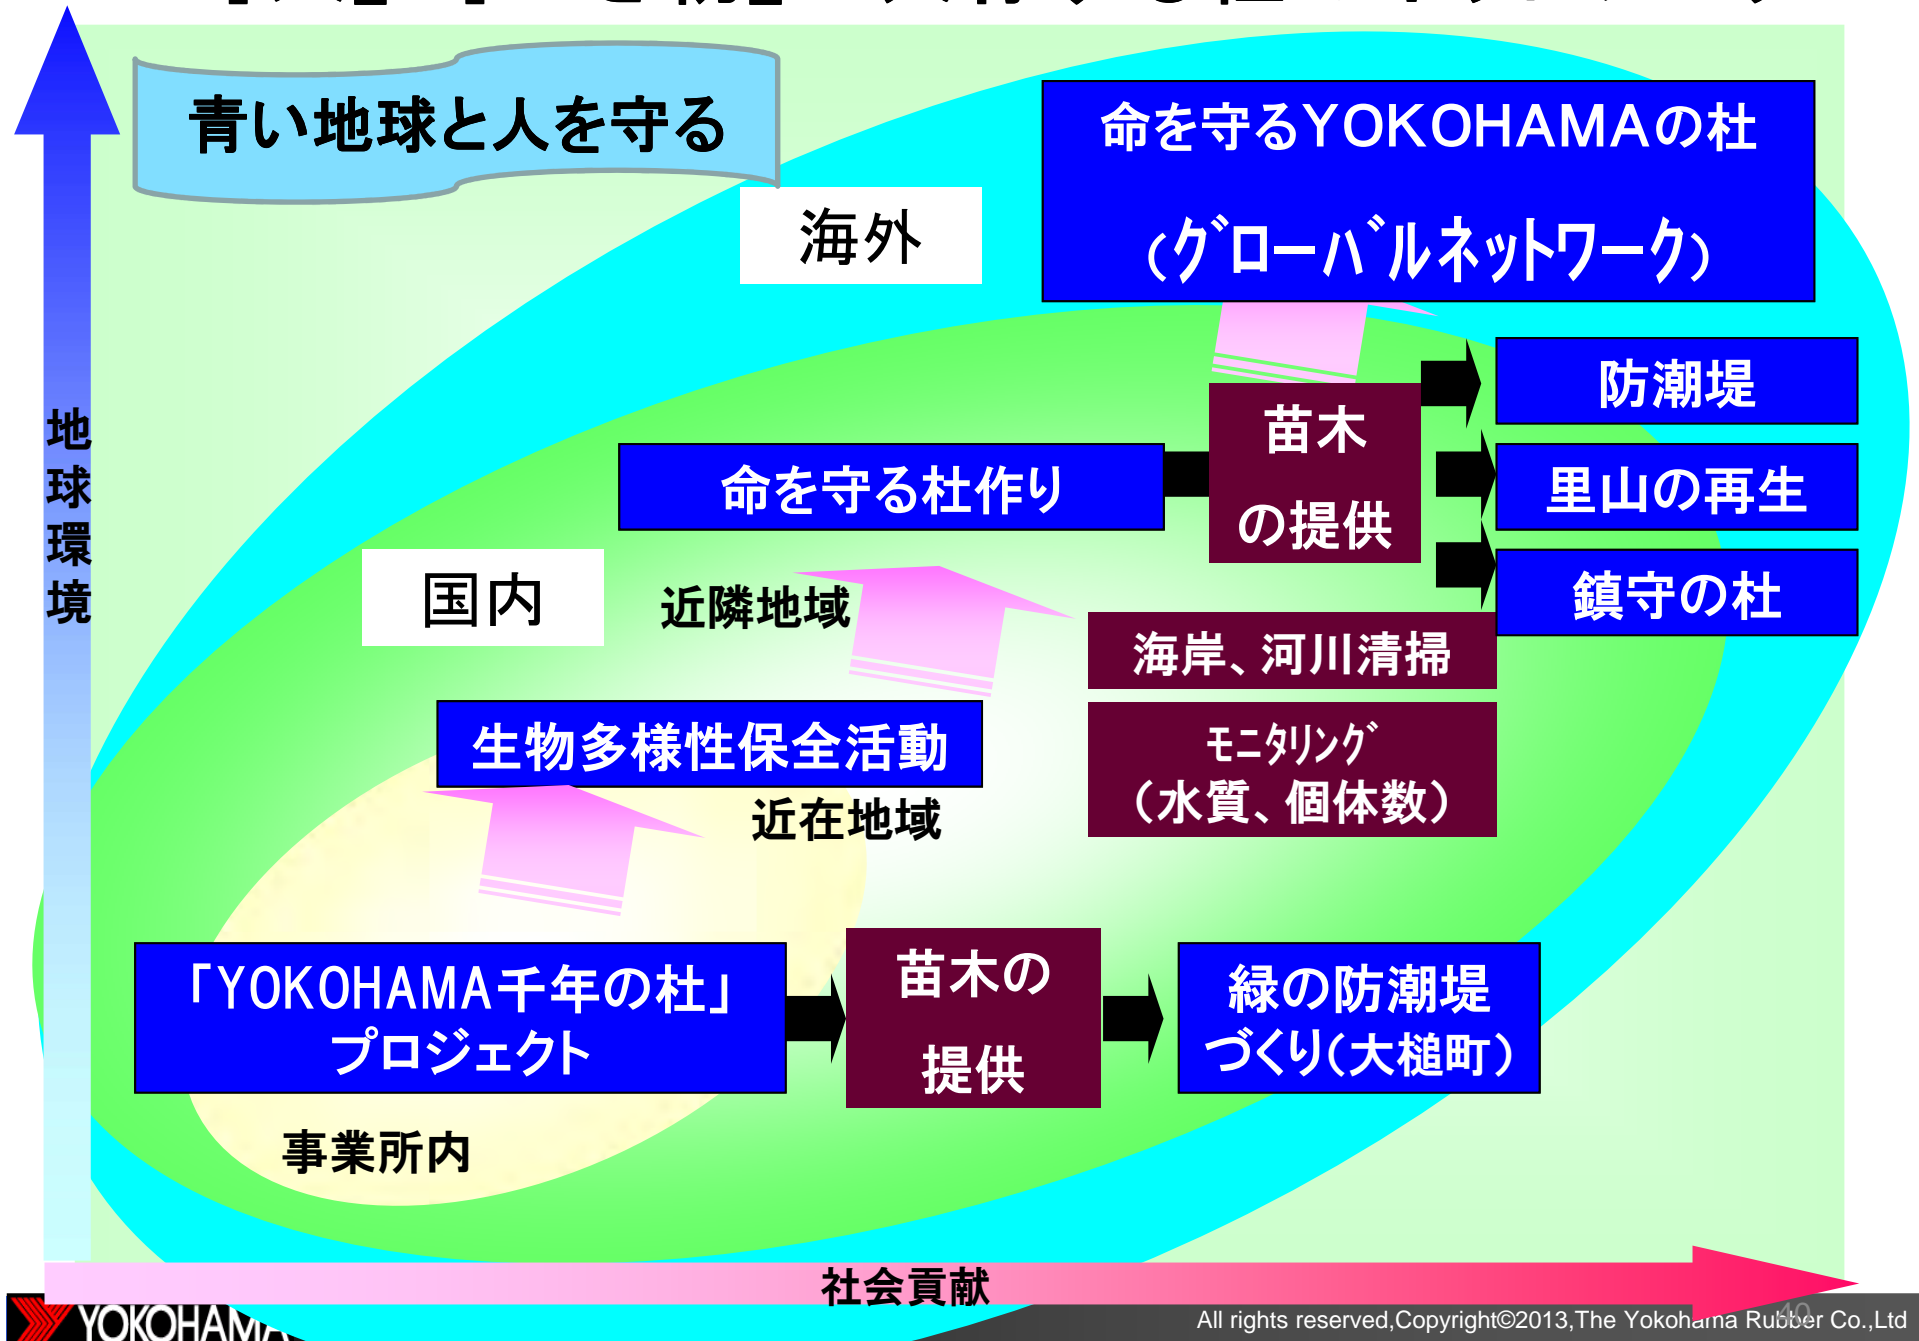 青い地球と人を守る
命を守るYOKOHAMAの杜
(グローバルネットワーク)
海外
防潮堤
苗木
の提供
命を守る杜作り
里山の再生
鎮守の杜
国内
近隣地域
海岸、河川清掃
生物多様性保全活動
モニタリング
(水質、個体数)
近在地域
「YOKOHAMA千年の杜」
プロジェクト
苗木の
提供
緑の防潮堤
づくり(大槌町)
事業所内
地球環境
社会貢献
YOKOHAMA
All rights reserved,Copyright©2013,The Yokohama Rubber Co.,Ltd
40